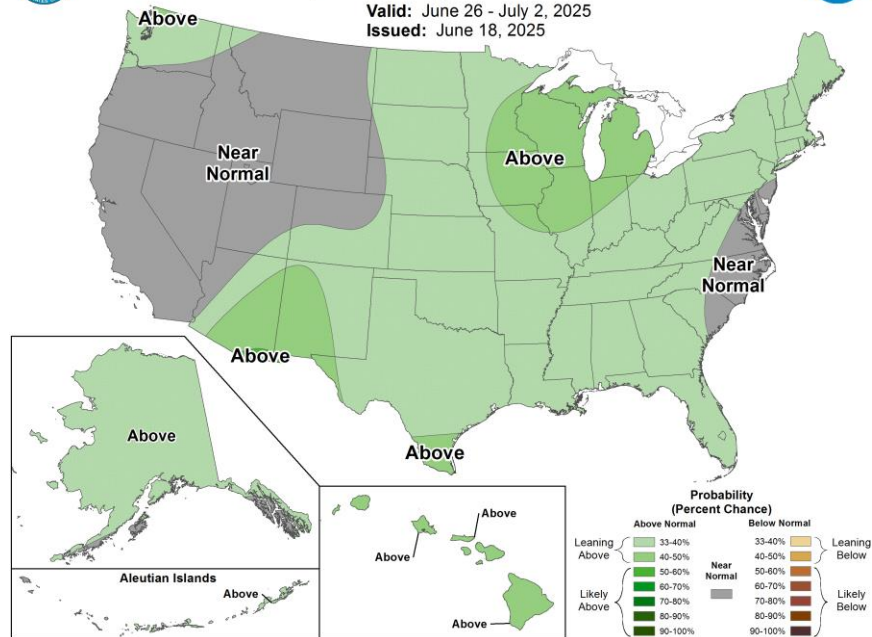 Valid: June 26 - July 2, 2025
Issued: June 18, 2025
Above
Near
Normal
Above
Near
Normal
Above
Above
Above
Above
Above
Above
Aleutian Islands
Above
Probability
(Percent Chance)
Above Normal
Below Normal
Leaning
Above
33-40%
40-50%
Likely
Above
50-60%
60-70%
70-80%
80-90%
90-100%
Near
Normal
33-40%
40-50%
Leaning
Below
50-60%
60-70%
70-80%
80-90%
90-100%
Likely
Below